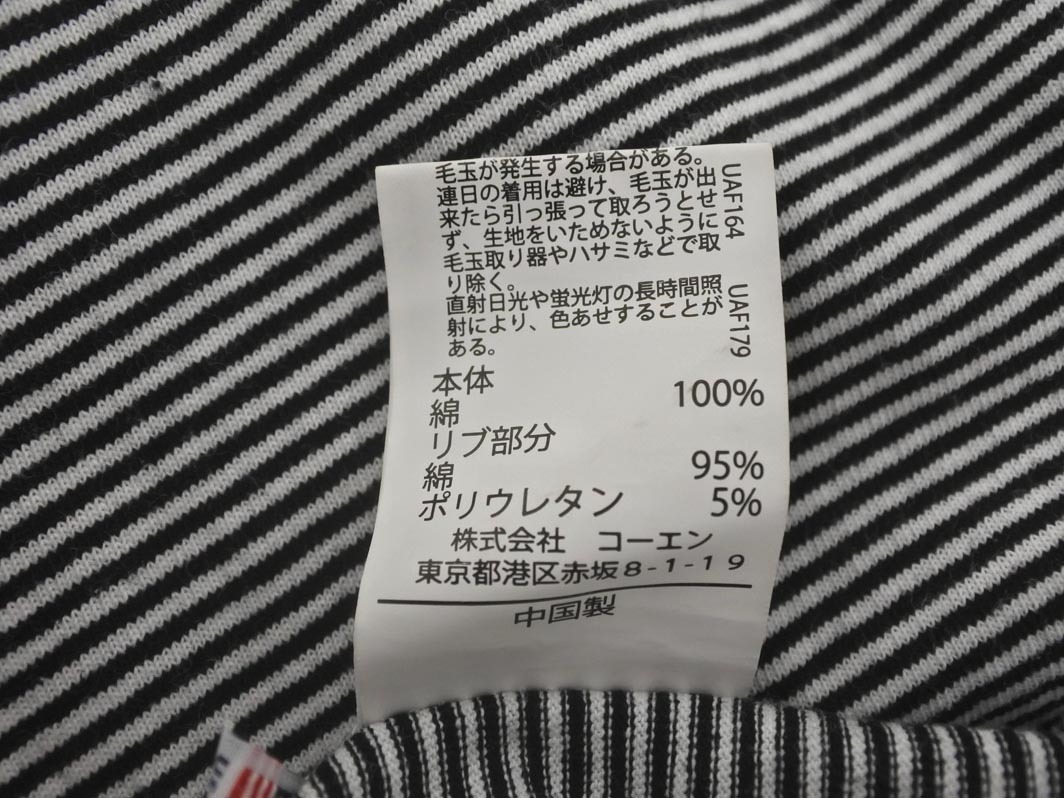 毛玉が発生する場合がある。
連日の着用は避け、毛玉が出
来たら引っ張って取ろうとせ
ず、生地をいためないように
毛玉取り器やハサミなどで取
り除く。
UAF164
直射日光や蛍光灯の長時間照
射により、色あせすることが
ある。
UAF179
本体
綿 100%
リブ部分
綿 95%
ポリウレタン 5%
株式会社 コーエン
東京都港区赤坂8-1-19
中国製